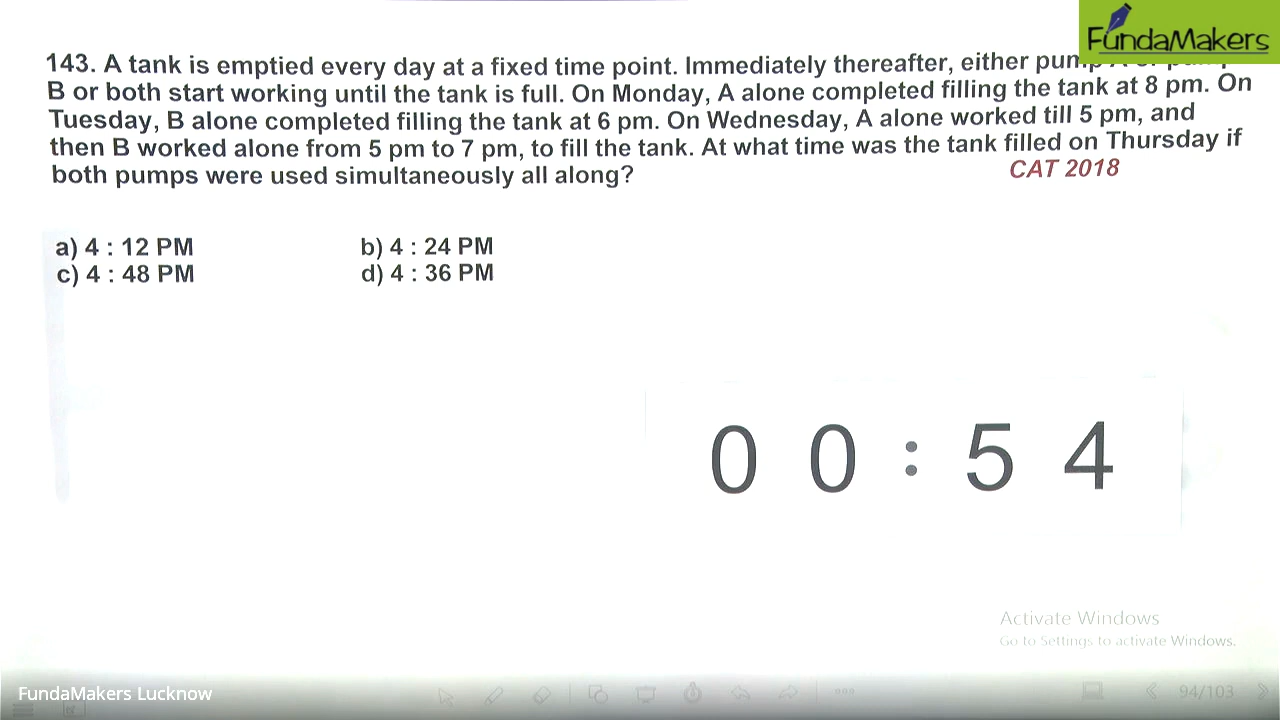 FundaMakers
143. A tank is emptied every day at a fixed time point. Immediately thereafter, either pump
B or both start working until the tank is full. On Monday, A alone completed filling the tank at 8 pm. On
Tuesday, B alone completed filling the tank at 6 pm. On Wednesday, A alone worked till 5 pm, and
then B worked alone from 5 pm to 7 pm, to fill the tank. At what time was the tank filled on Thursday if
both pumps were used simultaneously all along?
CAT 2018
a) 4 : 12 PM b) 4 : 24 PM
c) 4 : 48 PM d) 4 : 36 PM
00:54
Activate Windows
Go to Settings to activate Windows.
FundaMakers Lucknow
94/103